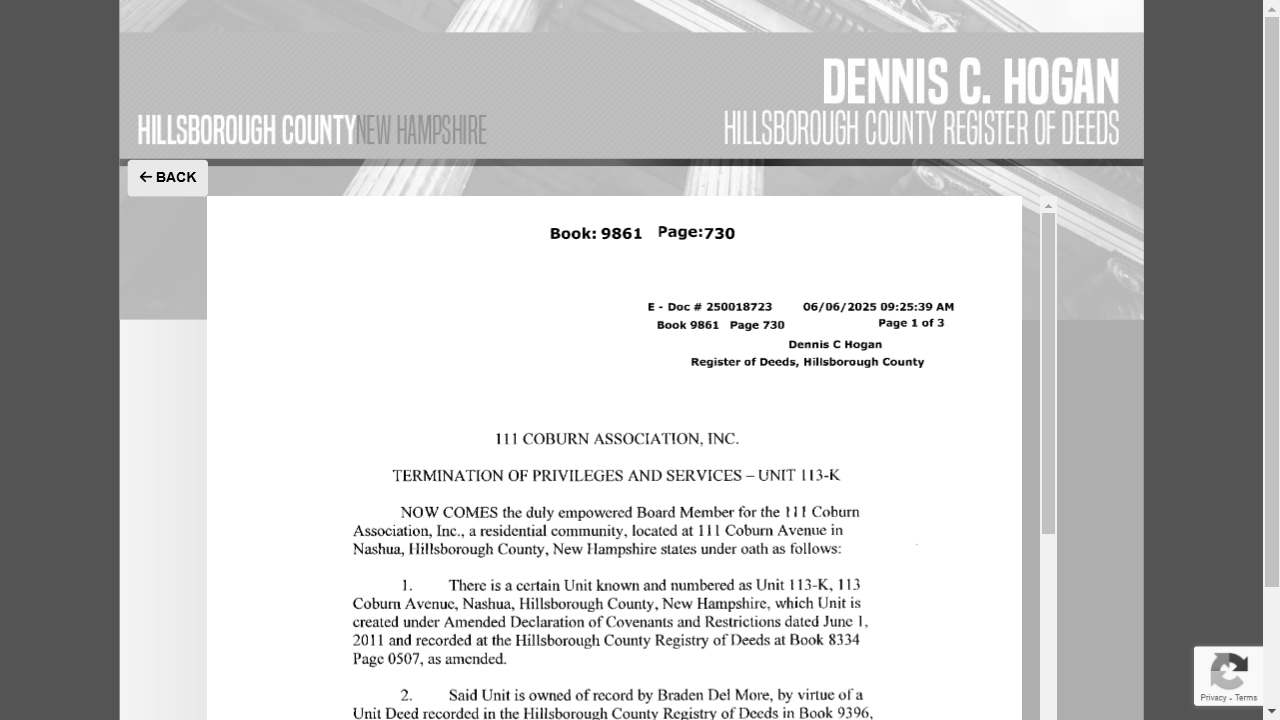 DENNIS C. HOGAN
HILLSBOROUGH COUNTY NEW HAMPSHIRE
HILLSBOROUGH COUNTY REGISTER OF DEEDS
← BACK
Book: 9861 Page:730
E - Doc # 250018723 06/06/2025 09:25:39 AM
Book 9861 Page 730 Page 1 of 3
Dennis C Hogan
Register of Deeds, Hillsborough County
111 COBURN ASSOCIATION, INC.
TERMINATION OF PRIVILEGES AND SERVICES – UNIT 113-K
NOW COMES the duly empowered Board Member for the 111 Coburn
Association, Inc., a residential community, located at 111 Coburn Avenue in
Nashua, Hillsborough County, New Hampshire states under oath as follows:
1. There is a certain Unit known and numbered as Unit 113-K, 113
Coburn Avenue, Nashua, Hillsborough County, New Hampshire, which Unit is
created under Amended Declaration of Covenants and Restrictions dated June 1,
2011 and recorded at the Hillsborough County Registry of Deeds at Book 8334
Page 0507, as amended.
2. Said Unit is owned of record by Braden Del More, by virtue of a
Unit Deed recorded in the Hillsborough County Registry of Deeds in Book 9396,
Privacy - Terms